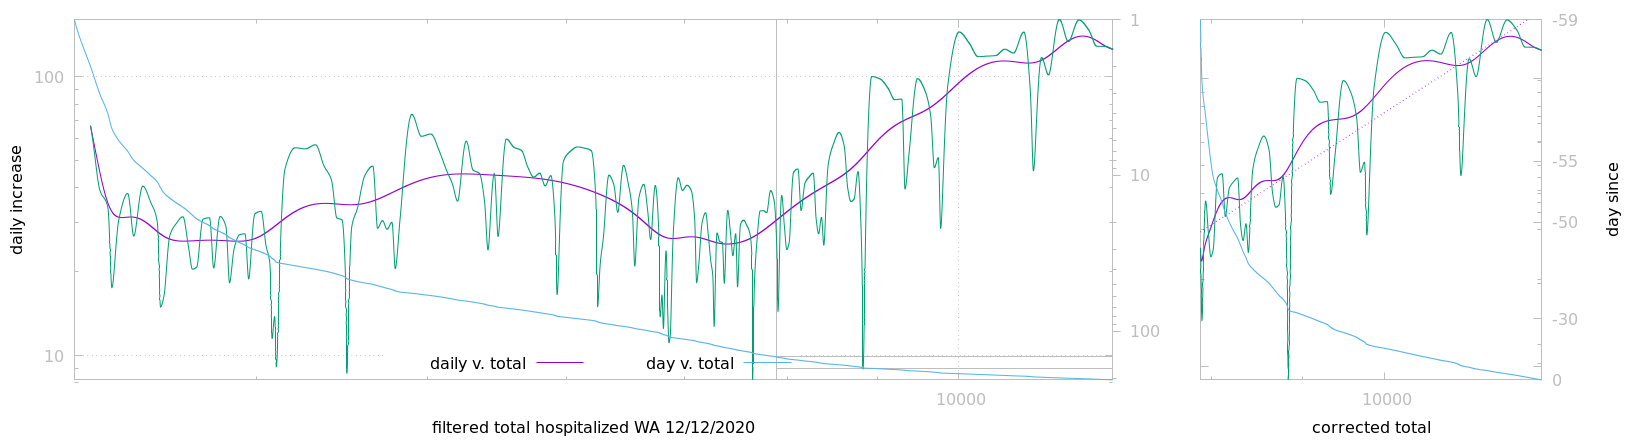 1
-59
100
10
-55
daily increase
day since
-50
-30
100
10
daily v. total
day v. total
0
10000
10000
filtered total hospitalized WA 12/12/2020
corrected total